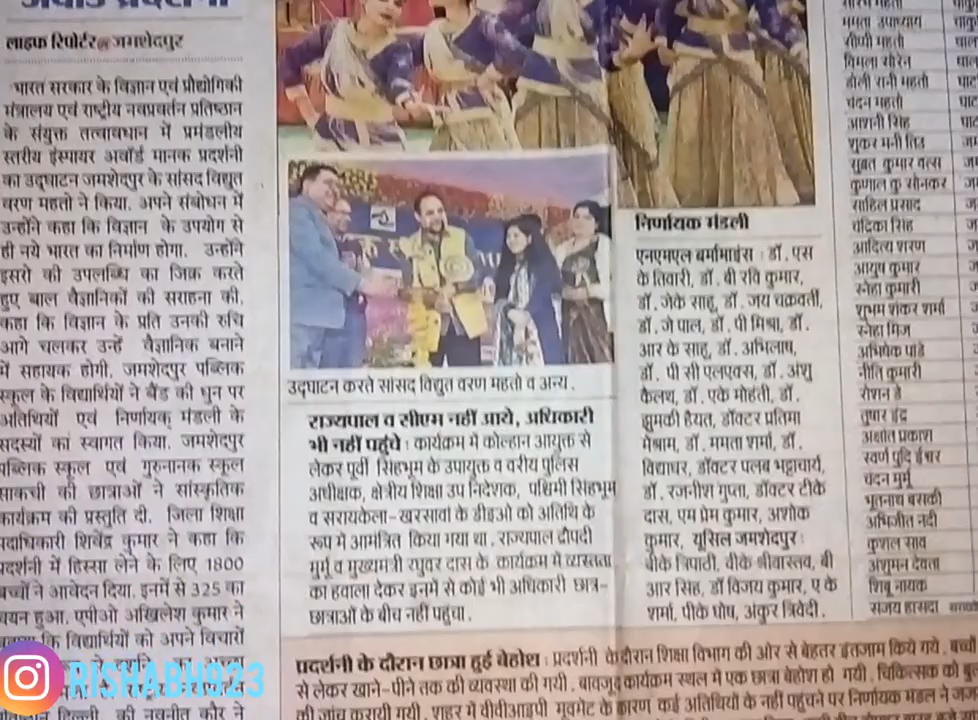 अवार्ड प्रदर्शनी
लाइफ रिपोर्टर@जमशेदपुर
भारत सरकार के विज्ञान एवं प्रौद्योगिकी
मंत्रालय एवं राष्ट्रीय नवप्रवर्तन प्रतिष्ठान
के संयुक्त तत्वावधान में प्रमंडलीय
स्तरीय इंस्पायर अवॉर्ड मानक प्रदर्शनी
का उद्घाटन जमशेदपुर के सांसद विद्युत
वरण महतो ने किया. अपने संबोधन में
उन्होंने कहा कि विज्ञान के उपयोग से
ही नये भारत का निर्माण होगा. उन्होंने
इसरो की उपलब्धि का जिक्र करते
हुए बाल वैज्ञानिकों की सराहना की,
कहा कि विज्ञान के प्रति उनकी रुचि
आगे चलकर उन्हें वैज्ञानिक बनाने
में सहायक होगी. जमशेदपुर पब्लिक
स्कूल के विद्यार्थियों ने बैंड की धुन पर
अतिथियों एवं निर्णायक मंडली के
सदस्यों का स्वागत किया. जमशेदपुर
पब्लिक स्कूल एवं गुरुनानक स्कूल
साकची की छात्राओं ने सांस्कृतिक
कार्यक्रम की प्रस्तुति दी. जिला शिक्षा
पदाधिकारी शिवेंद्र कुमार ने कहा कि
प्रदर्शनी में हिस्सा लेने के लिए 1800
बच्चों ने आवेदन दिया. इनमें से 325 का
चयन हुआ. एपीओ अखिलेश कुमार ने
कि विद्यार्थियों को अपने विचारों
RISHABH923
दिल्ली की नवनीत कौर ने
उद्घाटन करते सांसद विद्युत वरण महतो व अन्य.
राज्यपाल व सीएम नहीं आये, अधिकारी
भी नहीं पहुंचे : कार्यक्रम में कोल्हान आयुक्त से
लेकर पूर्वी सिंहभूम के उपायुक्त व वरीय पुलिस
अधीक्षक, क्षेत्रीय शिक्षा उप निदेशक, पश्चिमी सिंहभूम
व सरायकेला-खरसावां के डीइओ को अतिथि के
रूप में आमंत्रित किया गया था. राज्यपाल द्रौपदी
मुर्मू व मुख्यमंत्री रघुवर दास के कार्यक्रम में व्यस्तता
का हवाला देकर इनमें से कोई भी अधिकारी छात्र-
छात्राओं के बीच नहीं पहुंचा.
निर्णायक मंडली
एनएमएल बर्मामाइंस : डॉ. एस
के तिवारी, डॉ. बी रवि कुमार,
डॉ. जेके साहू, डॉ. जय चक्रवर्ती,
डॉ. जे पाल, डॉ. पी मिश्रा, डॉ.
आर के साहू, डॉ. अभिलाष,
डॉ. पी सी एलएक्स, डॉ. अंशु
कैलथ, डॉ. एके मोहंती, डॉ.
झुमकी हैयत, डॉक्टर प्रतिमा
मेश्राम, डॉ. ममता शर्मा, डॉ.
विद्याधर, डॉक्टर पलब भट्टाचार्य,
डॉ. रजनीश गुप्ता, डॉक्टर टीके
दास, एम प्रेम कुमार, अशोक
कुमार, यूसिल जमशेदपुर :
बीके त्रिपाठी, वीके श्रीवास्तव, बी
आर सिंह, डॉ विजय कुमार, ए के
शर्मा, पीके घोष, अंकुर त्रिवेदी.
ममता उपाध्याय
सीपी महतो
विमला सोरेन
डोली रानी महतो
चंदन महतो
आशनी सिंह
शुकर मनी तिउ
सुब्रत कुमार वत्स
कुणाल कु सोनकर
साहिल प्रसाद
चंद्रिका सिंह
आदित्य शरण
आयुष कुमार
स्नेहा कुमारी
शुभम शंकर शर्मा
स्नेहा मिंज
अभिषेक पांडे
नीति कुमारी
रोशन डे
तुषार इंद्र
अक्षांत प्रकाश
स्वर्ण पुदि ईश्वर
चंदन मुर्मू
भूतनाथ बास्की
अभिजीत नंदी
कुशल साव
अंशुमन देवता
शिबू नायक
संजय हांसदा
प्रदर्शनी के दौरान छात्रा हुई बेहोश : प्रदर्शनी के दौरान शिक्षा विभाग की ओर से बेहतर इंतजाम किये गये.
से लेकर खाने-पीने तक की व्यवस्था की गयी. बावजूद कार्यक्रम स्थल में एक छात्रा बेहोश हो गयी. चिकित्सक को
की जांच करायी गयी. शहर में वीवीआइपी मूवमेंट के कारण कई अतिथियों के नहीं पहुंचने पर निर्णायक मंडल ने